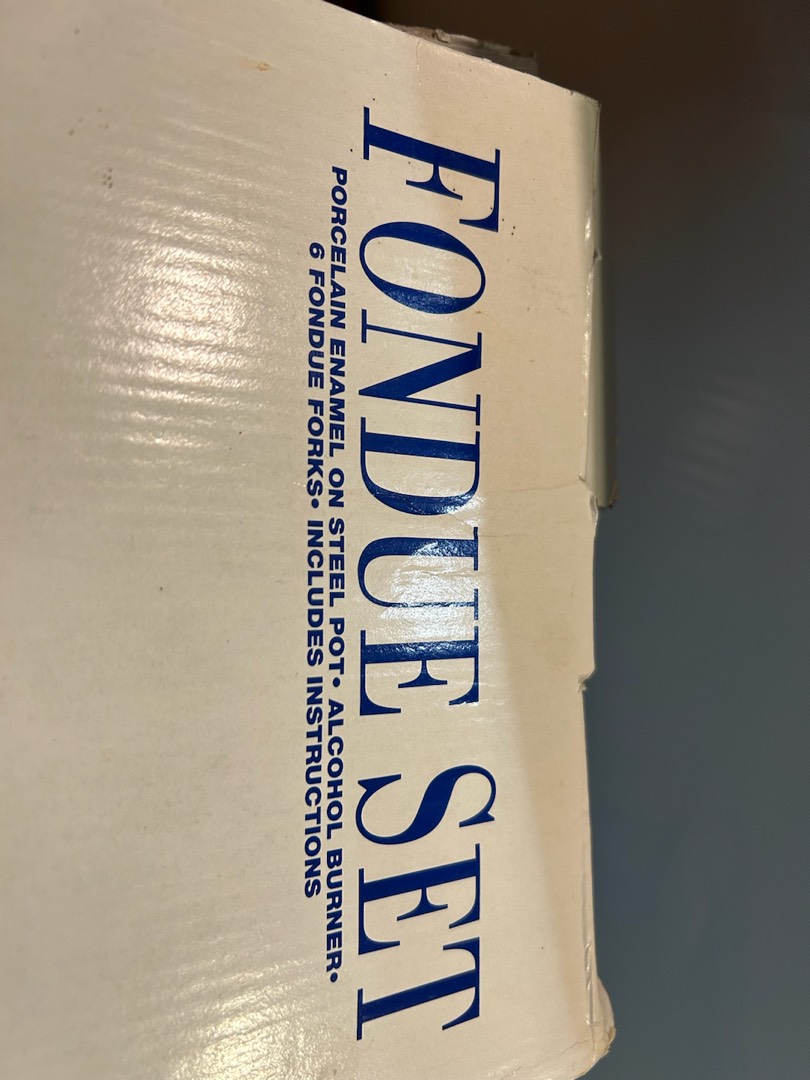 FONDUE SET
PORCELAIN ENAMEL ON STEEL POT• ALCOHOL BURNER•
6 FONDUE FORKS• INCLUDES INSTRUCTIONS